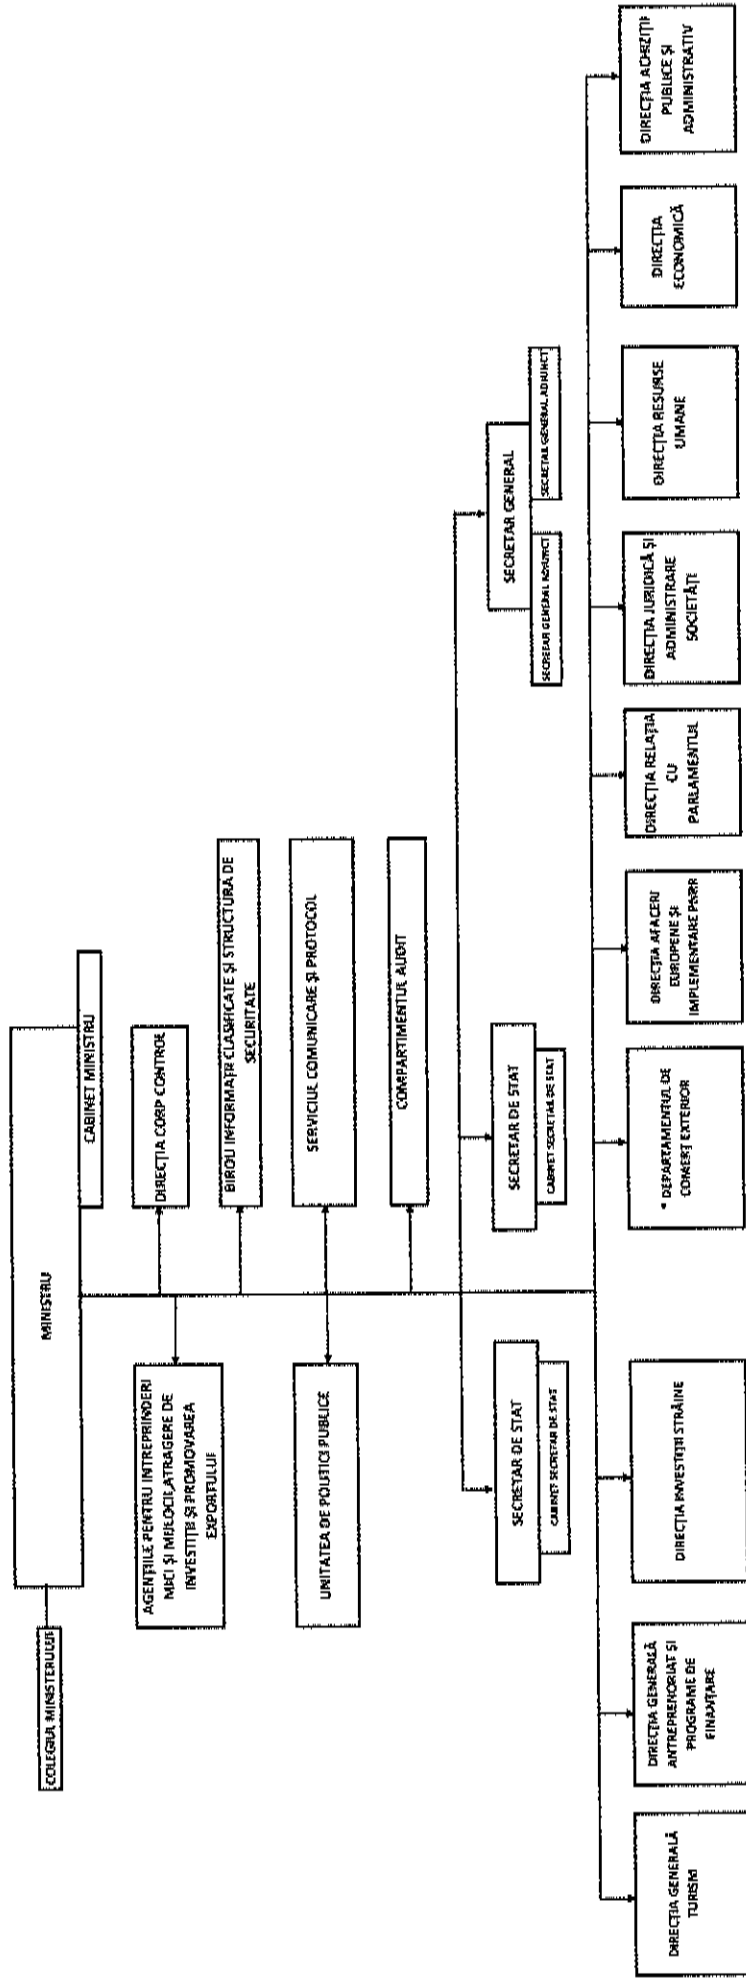 MINISTRU
COLEGIUL MINISTERULUI
CABINET MINISTRU
AGENȚIILE PENTRU INTREPRINDERI
MICI ȘI MIJLOCII, ATRAGERE DE
INVESTIȚII ȘI PROMOVAREA
EXPORTULUI
DIRECȚIA CORP CONTROL
BIROU INFORMAȚII CLASIFICATE ȘI STRUCTURA DE
SECURITATE
UNITATEA DE POLITICI PUBLICE
SERVICIUL COMUNICARE ȘI PROTOCOL
COMPARTIMENTUL AUDIT
SECRETAR DE STAT
CABINET SECRETAR DE STAT
SECRETAR DE STAT
CABINET SECRETAR DE STAT
SECRETAR GENERAL
SECRETAR GENERAL ADJUNCT
SECRETAR GENERAL ADJUNCT
DIRECȚIA GENERALĂ
TURISM
DIRECȚIA GENERALĂ
ANTREPRENORIAT ȘI
PROGRAME DE
FINANȚARE
DIRECȚIA INVESTIȚII STRĂINE
* DEPARTAMENTUL DE
COMERȚ EXTERIOR
DIRECȚIA AFACERI
EUROPENE ȘI
IMPLEMENTARE PNRR
DIRECȚIA RELAȚIA
CU
PARLAMENTUL
DIRECȚIA JURIDICĂ ȘI
ADMINISTRARE
SOCIETĂȚI
DIRECȚIA RESURSE
UMANE
DIRECȚIA
ECONOMICĂ
DIRECȚIA ACHIZIȚII
PUBLICE ȘI
ADMINISTRATIV